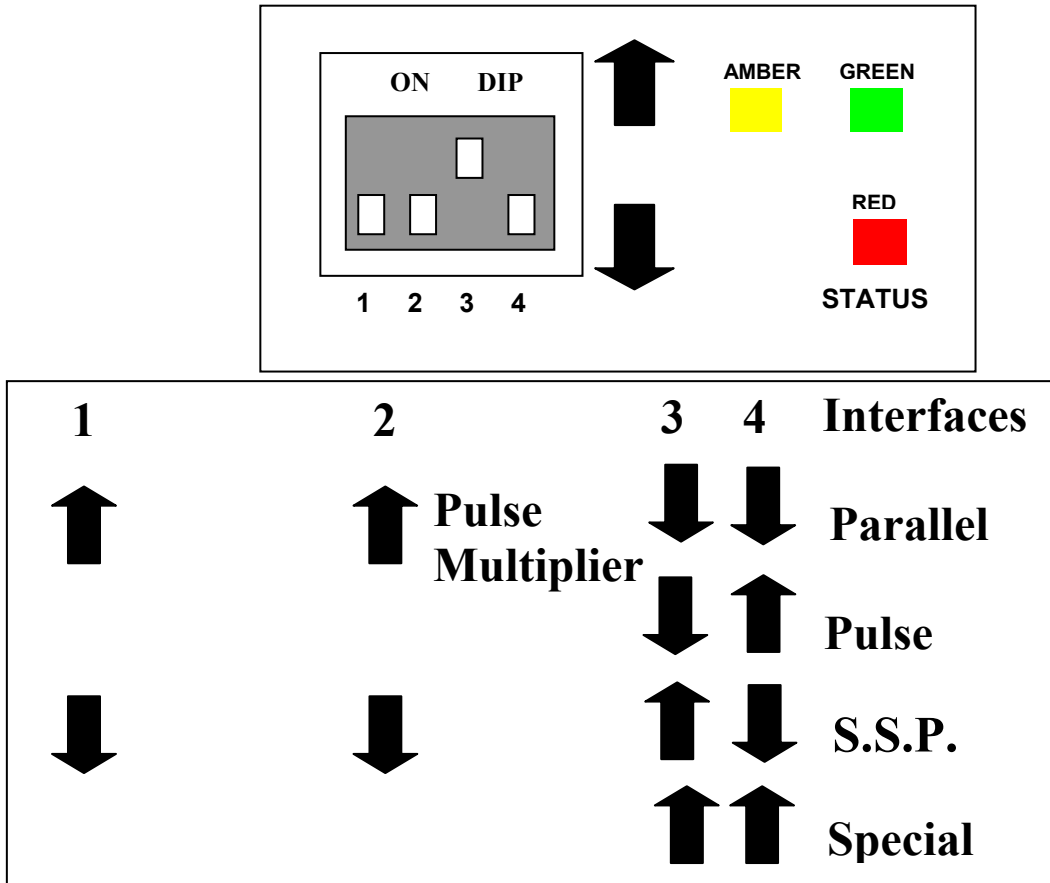 ON DIP
AMBER GREEN
RED
STATUS
1 2 3 4
1 2 3 4 Interfaces
Pulse
Multiplier
Parallel
Pulse
S.S.P.
Special